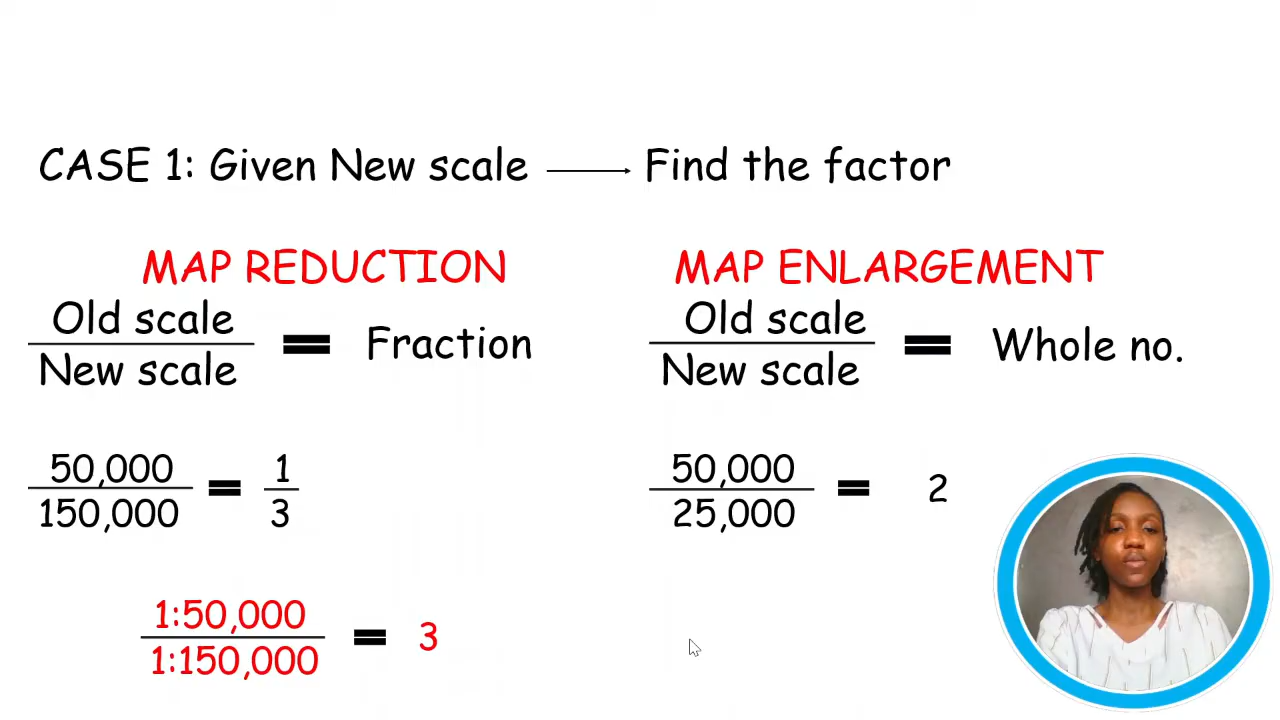 CASE 1: Given New scale → Find the factor
MAP REDUCTION
Old scale
New scale
= Fraction
50,000
150,000
=
1
3
1:50,000
1:150,000
= 3
MAP ENLARGEMENT
Old scale
New scale
= Whole no.
50,000
25,000
= 2